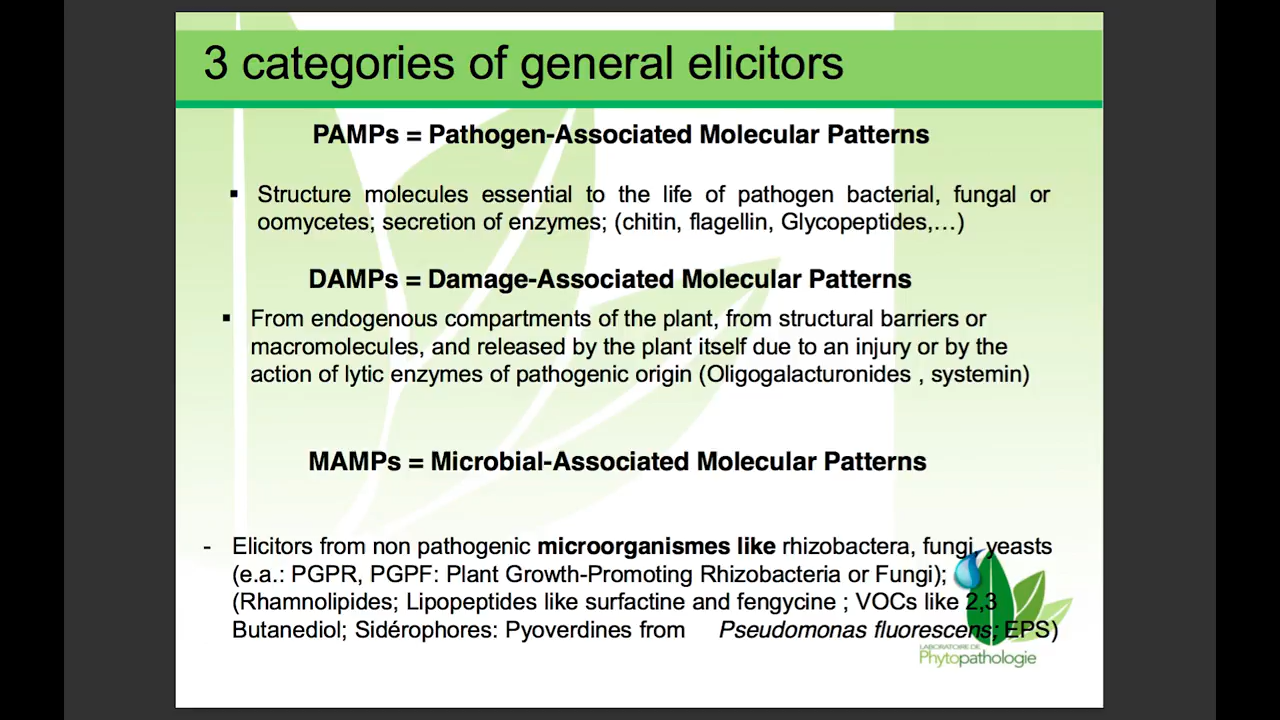 3 categories of general elicitors
PAMPs = Pathogen-Associated Molecular Patterns
▪ Structure molecules essential to the life of pathogen bacterial, fungal or
oomycetes; secretion of enzymes; (chitin, flagellin, Glycopeptides,…)
DAMPs = Damage-Associated Molecular Patterns
▪ From endogenous compartments of the plant, from structural barriers or
macromolecules, and released by the plant itself due to an injury or by the
action of lytic enzymes of pathogenic origin (Oligogalacturonides , systemin)
MAMPs = Microbial-Associated Molecular Patterns
- Elicitors from non pathogenic microorganismes like rhizobactera, fungi, yeasts
(e.a.: PGPR, PGPF: Plant Growth-Promoting Rhizobacteria or Fungi);
(Rhamnolipides; Lipopeptides like surfactine and fengycine ; VOCs like 2,3
Butanediol; Sidérophores: Pyoverdines from Pseudomonas fluorescens; EPS)
LABORATOIRE DE
Phytopathologie